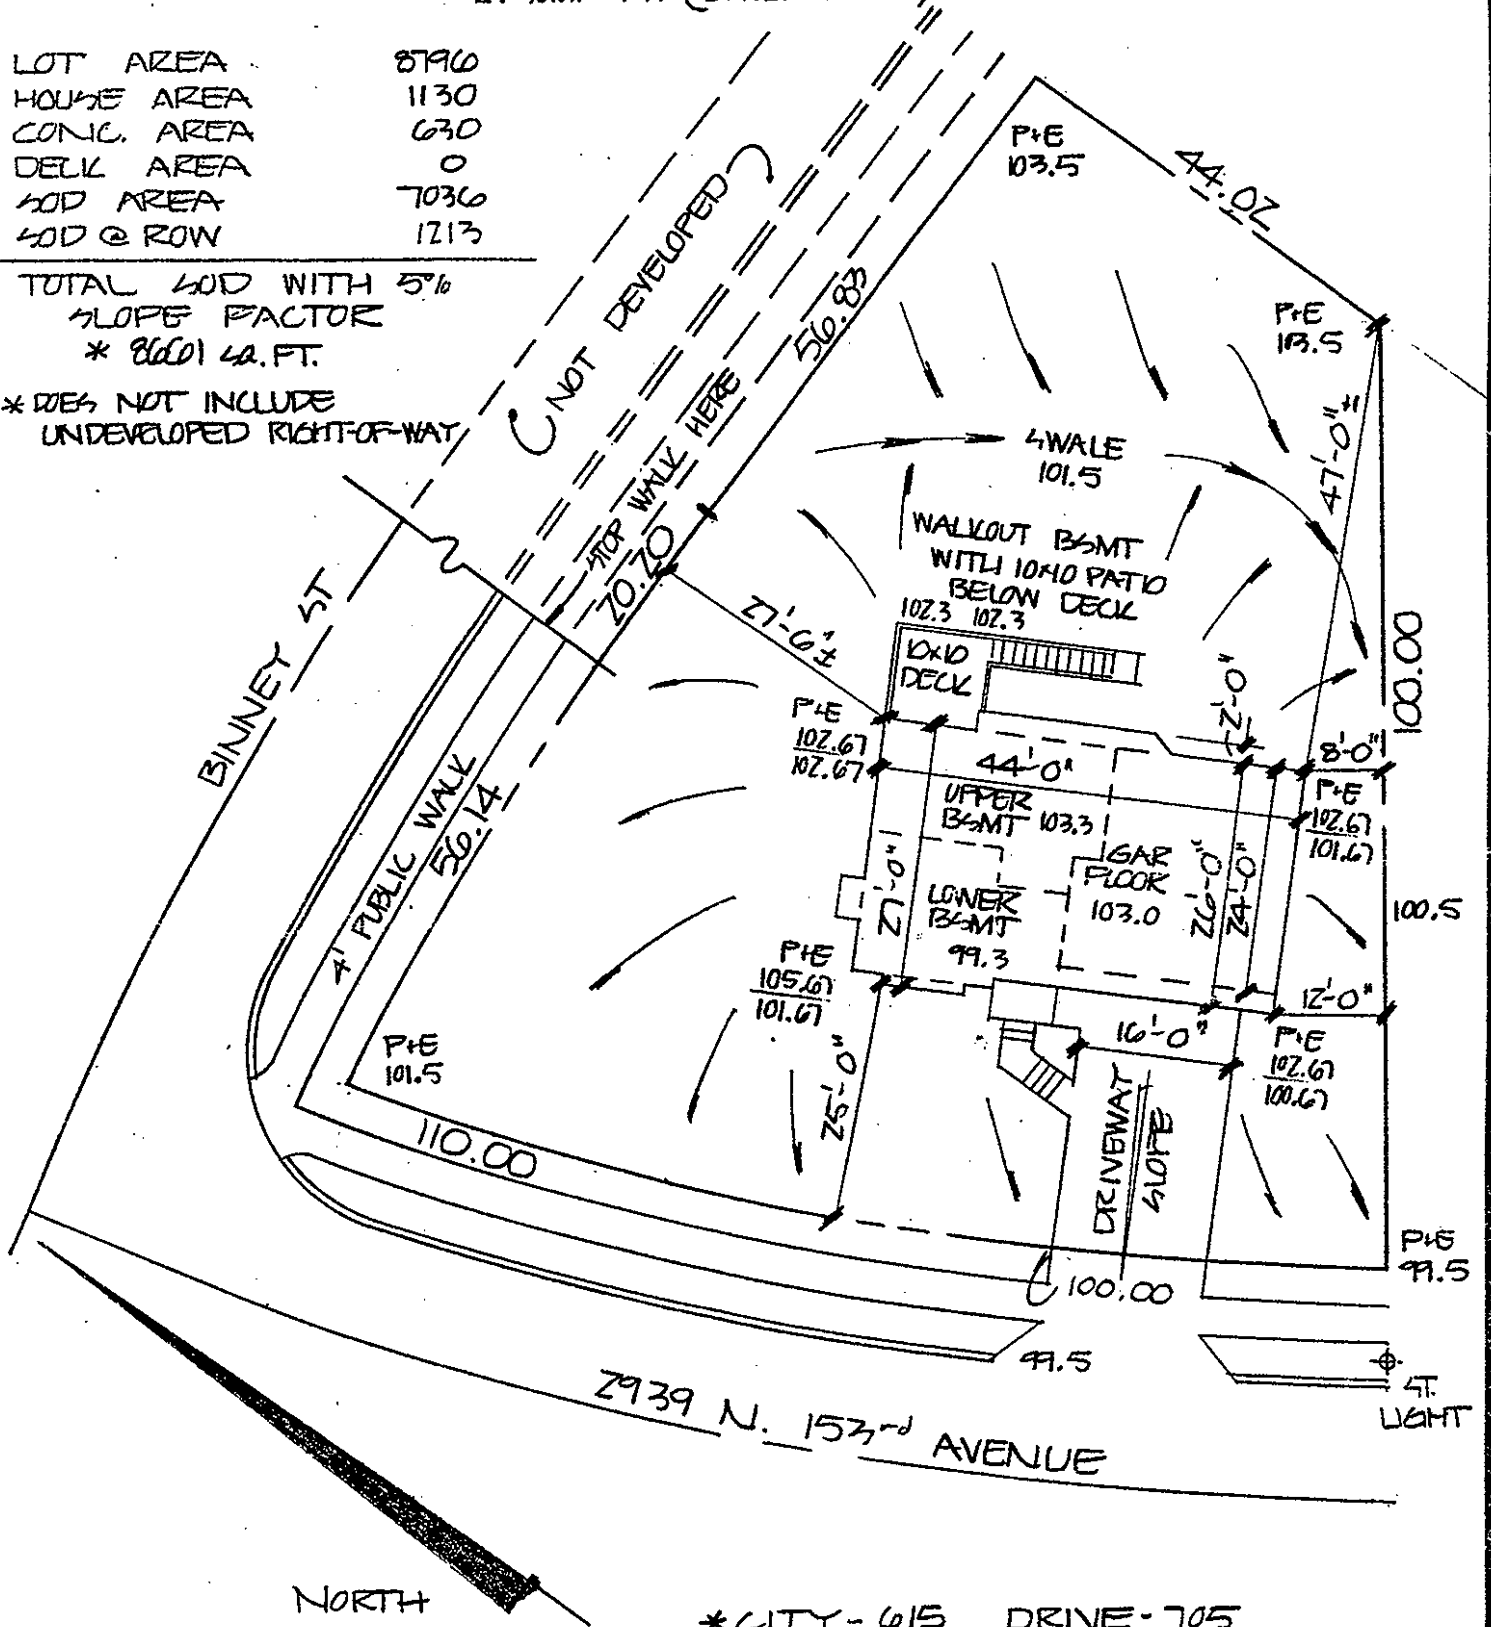 LOT AREA 8796
HOUSE AREA 1130
CONC. AREA 630
DECK AREA 0
SOD AREA 7036
SOD @ ROW 1213
TOTAL SOD WITH 5%
SLOPE FACTOR
* 8661 SQ. FT.
* DOES NOT INCLUDE
UNDEVELOPED RIGHT-OF-WAY
NOT DEVELOPED
P+E
103.5
44.02
56.83
P+E
103.5
47'-0"±
SWALE
101.5
STOP WALK HERE
20.20
WALKOUT BSMT
WITH 10x10 PATIO
BELOW DECK
102.3 102.3
10x10
DECK
27'-6"±
BINNEY ST
100.00
2'-0"
8'-0"
P+E
102.67
102.67
44'-0"
UPPER
BSMT 103.3
P+E
102.67
101.67
4' PUBLIC WALK
56.14
27'-0"
GAR
FLOOR
103.0
26'-0"
24'-0"
LOWER
BSMT
99.3
100.5
P+E
105.67
101.67
12'-0"
16'-0"
P+E
102.67
100.67
P+E
101.5
25'-0"
DRIVEWAY
SLOPE
110.00
P+E
99.5
100.00
99.5
ST.
LIGHT
2939 N. 153rd AVENUE
NORTH
*CITY-615 DRIVE-705